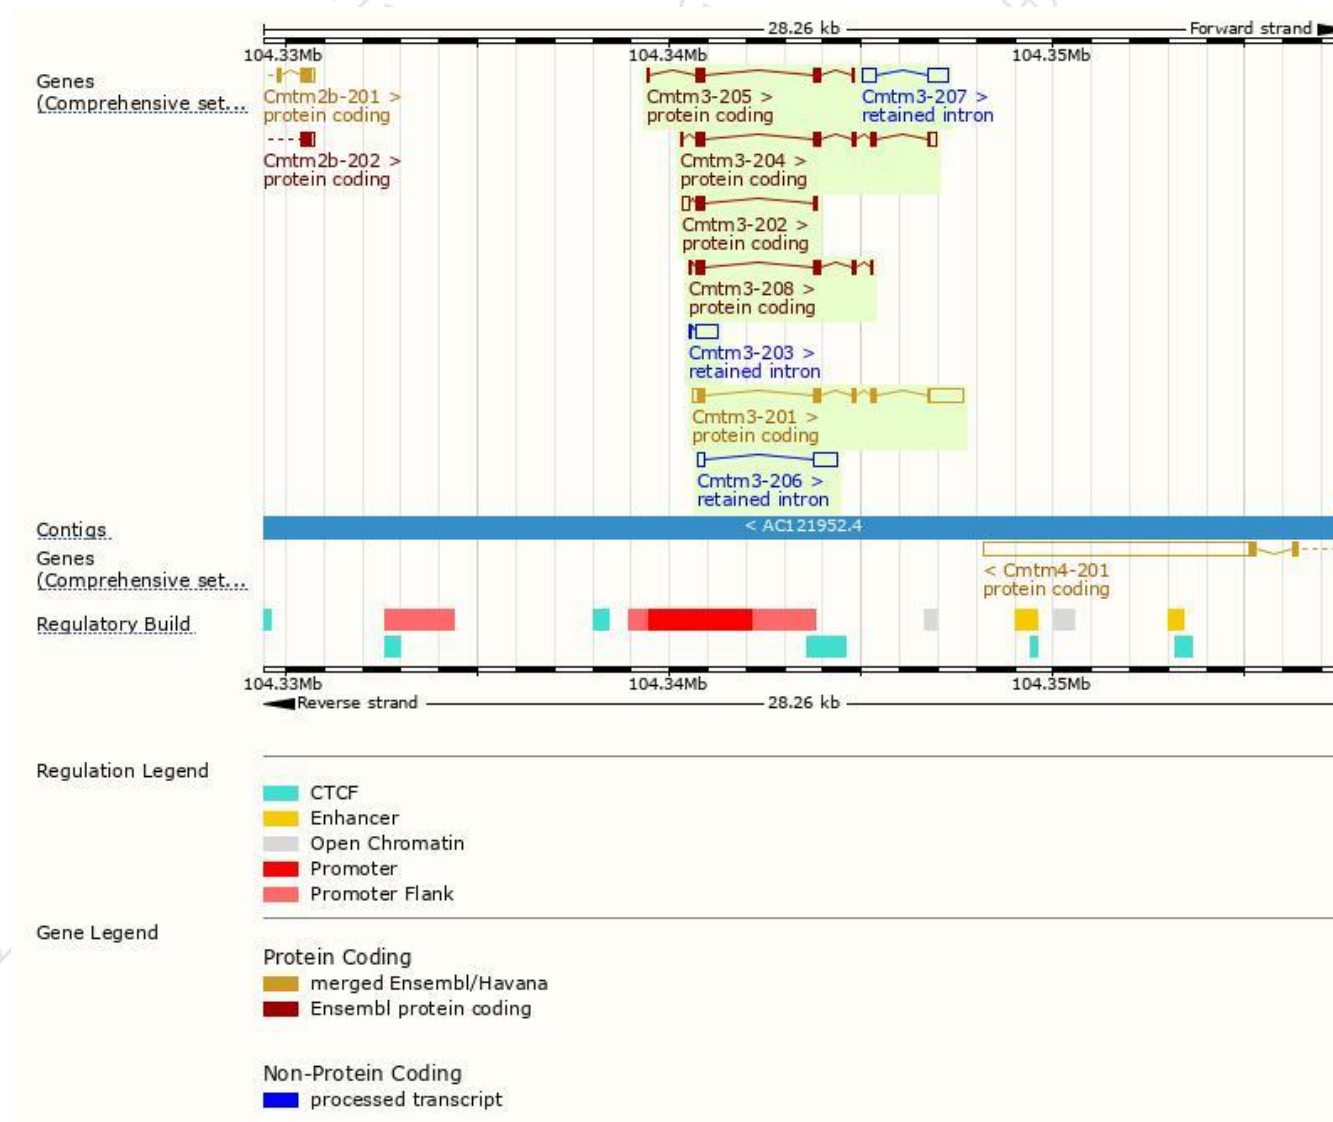 28.26 kb Forward strand
104.33Mb 104.34Mb 104.35Mb
Genes
(Comprehensive set...
Cmtm2b-201 >
protein coding
Cmtm3-205 >
protein coding
Cmtm3-207 >
retained intron
Cmtm2b-202 >
protein coding
Cmtm3-204 >
protein coding
Cmtm3-202 >
protein coding
Cmtm3-208 >
protein coding
Cmtm3-203 >
retained intron
Cmtm3-201 >
protein coding
Cmtm3-206 >
retained intron
Contigs
< AC121952.4
Genes
(Comprehensive set...
< Cmtm4-201
protein coding
Regulatory Build
104.33Mb 104.34Mb 104.35Mb
Reverse strand 28.26 kb
Regulation Legend
CTCF
Enhancer
Open Chromatin
Promoter
Promoter Flank
Gene Legend
Protein Coding
merged Ensembl/Havana
Ensembl protein coding
Non-Protein Coding
processed transcript